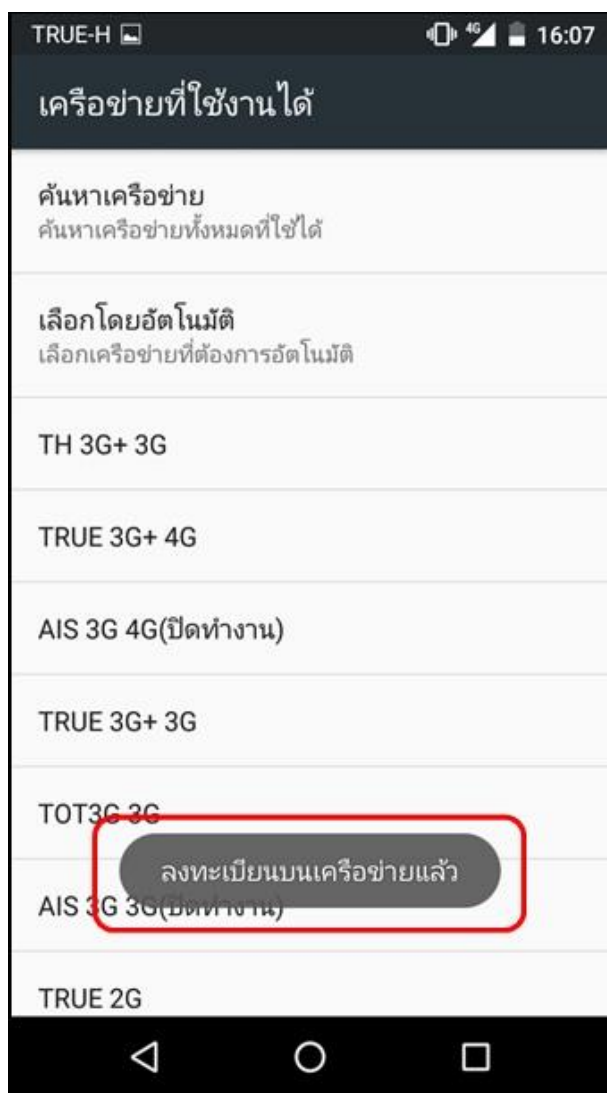 TRUE-H 4G 16:07
เครือข่ายที่ใช้งานได้
ค้นหาเครือข่าย
ค้นหาเครือข่ายทั้งหมดที่ใช้ได้
เลือกโดยอัตโนมัติ
เลือกเครือข่ายที่ต้องการอัตโนมัติ
TH 3G+ 3G
TRUE 3G+ 4G
AIS 3G 4G(ปิดทำงาน)
TRUE 3G+ 3G
TOT3G 3G
ลงทะเบียนบนเครือข่ายแล้ว
AIS 3G 3G(ปิดทำงาน)
TRUE 2G